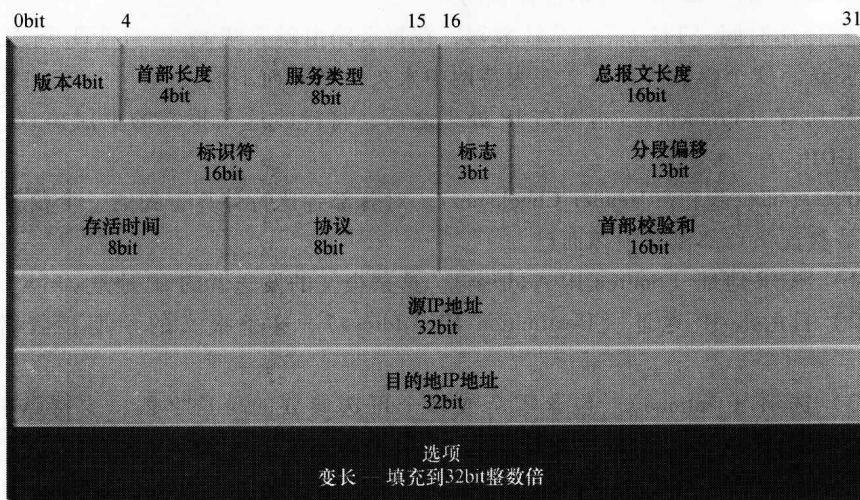 0bit 4 15 16 31
版本4bit 首部长度 4bit 服务类型 8bit 总报文长度 16bit
标识符 16bit 标志 3bit 分段偏移 13bit
存活时间 8bit 协议 8bit 首部校验和 16bit
源IP地址
32bit
目的地IP地址
32bit
选项
变长 — 填充到32bit整数倍